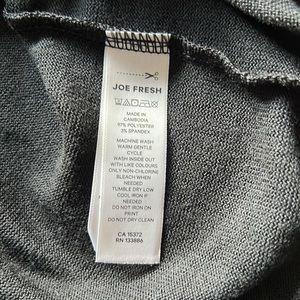 JOE FRESH
MADE IN
CAMBODIA
97% POLYESTER
3% SPANDEX
MACHINE WASH
WARM GENTLE
CYCLE
WASH INSIDE OUT
WITH LIKE COLOURS
ONLY NON-CHLORINE
BLEACH WHEN
NEEDED
TUMBLE DRY LOW
COOL IRON IF
NEEDED
DO NOT IRON ON
PRINT
DO NOT DRY CLEAN
CA 15372
RN 133886